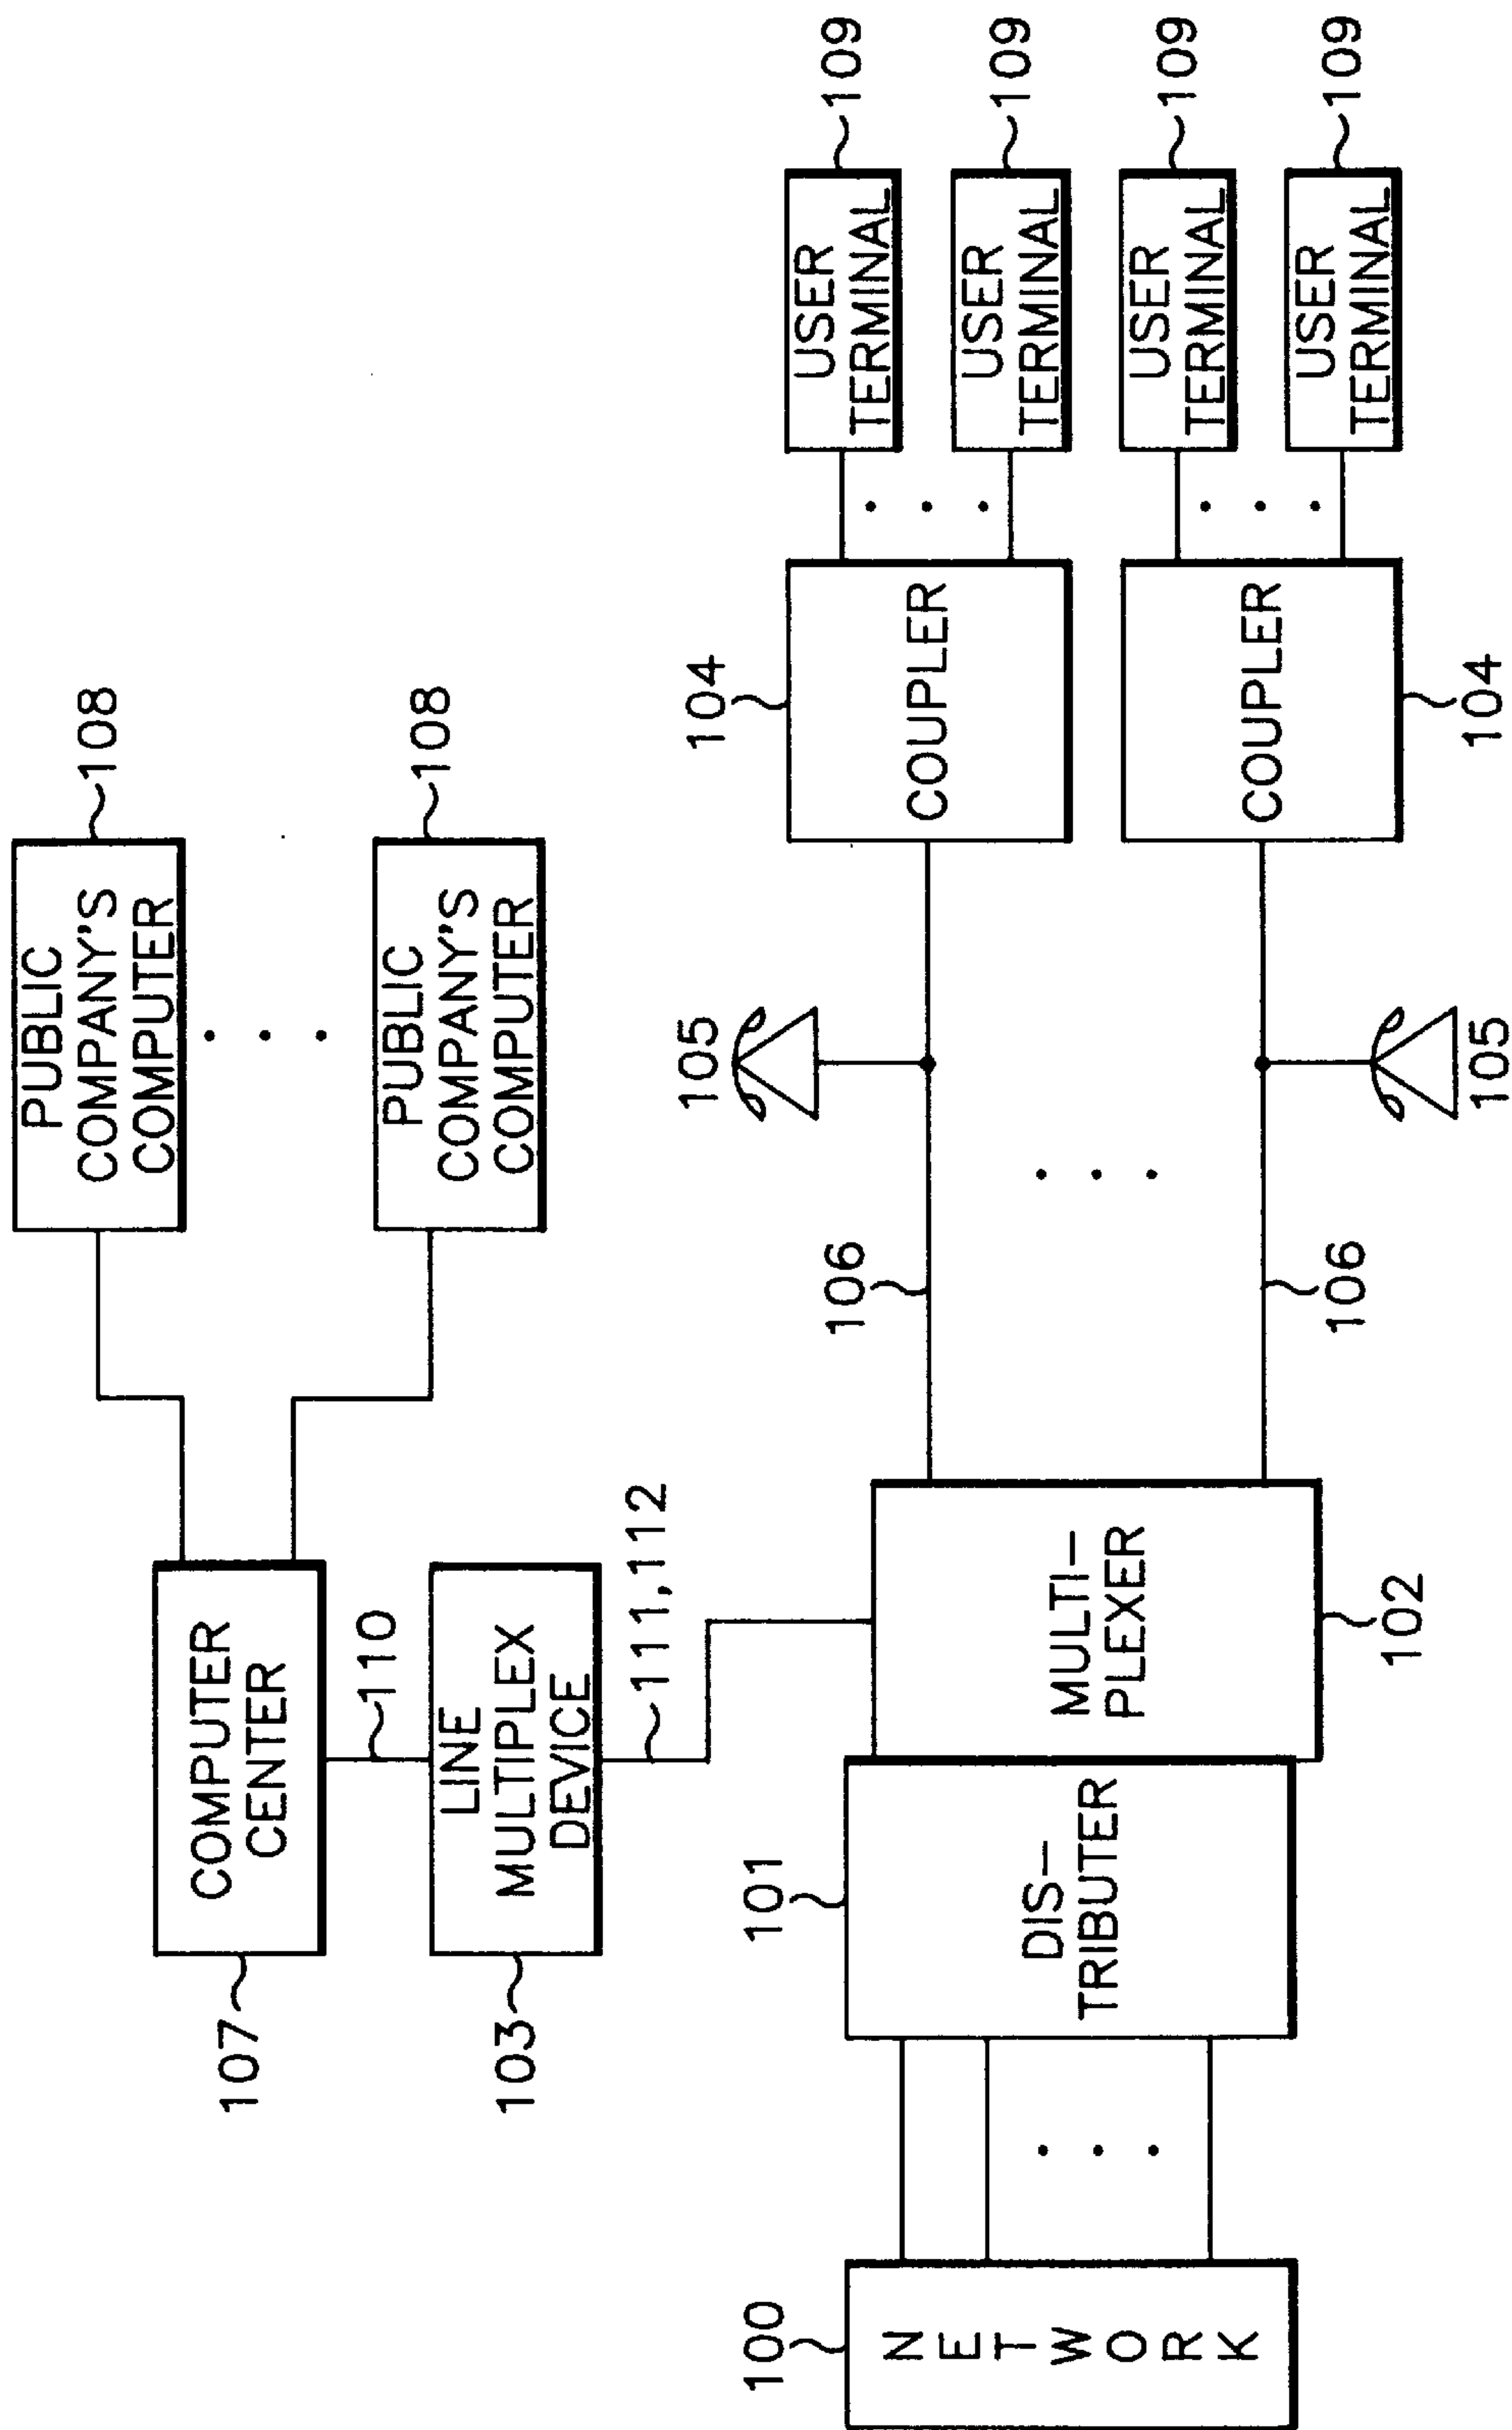 PUBLIC
COMPANY'S
COMPUTER
108
PUBLIC
COMPANY'S
COMPUTER
108
107
COMPUTER
CENTER
110
103
LINE
MULTIPLEX
DEVICE
111,112
100
NETWORK
101
DIS-
TRIBUTER
MULTI-
PLEXER
102
106
106
105
105
104
COUPLER
COUPLER
104
USER
TERMINAL
109
USER
TERMINAL
109
USER
TERMINAL
109
USER
TERMINAL
109